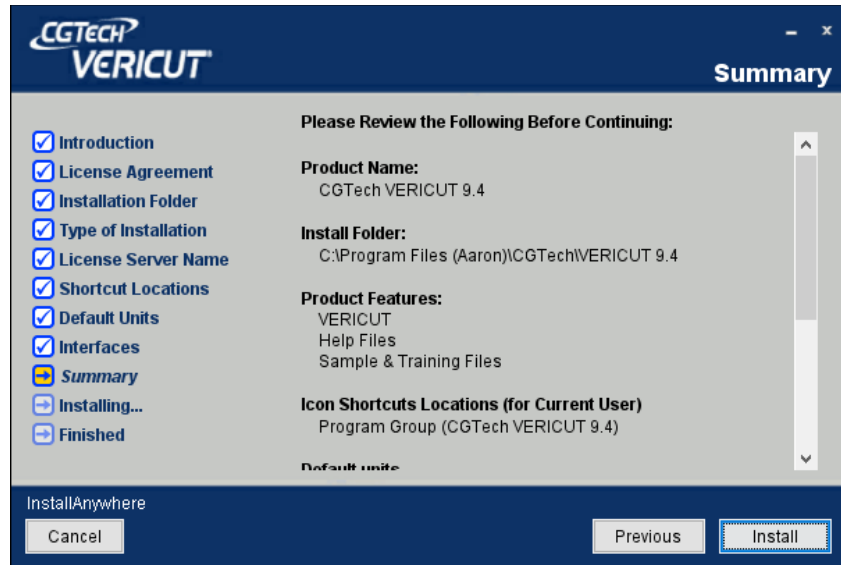 CGTECH
VERICUT
Summary
Introduction
License Agreement
Installation Folder
Type of Installation
License Server Name
Shortcut Locations
Default Units
Interfaces
Summary
Installing...
Finished
Please Review the Following Before Continuing:
Product Name:
CGTech VERICUT 9.4
Install Folder:
C:\Program Files (Aaron)\CGTech\VERICUT 9.4
Product Features:
VERICUT
Help Files
Sample & Training Files
Icon Shortcuts Locations (for Current User)
Program Group (CGTech VERICUT 9.4)
Default units
InstallAnywhere
Cancel
Previous
Install